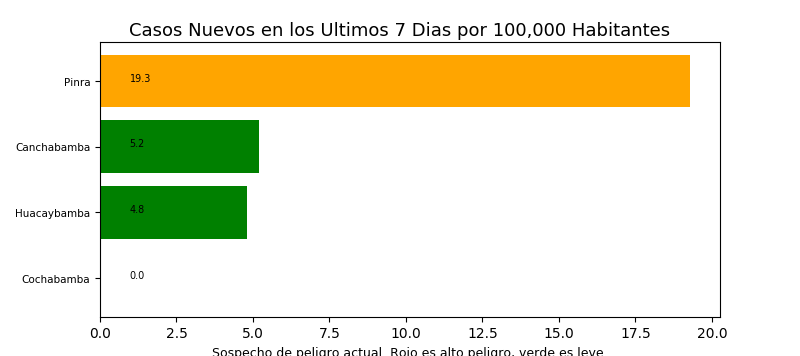 Casos Nuevos en los Ultimos 7 Dias por 100,000 Habitantes
Pinra
19.3
Canchabamba
5.2
Huacaybamba
4.8
Cochabamba
0.0
0.0 2.5 5.0 7.5 10.0 12.5 15.0 17.5 20.0
Sospecho de peligro actual. Rojo es alto peligro, verde es leve